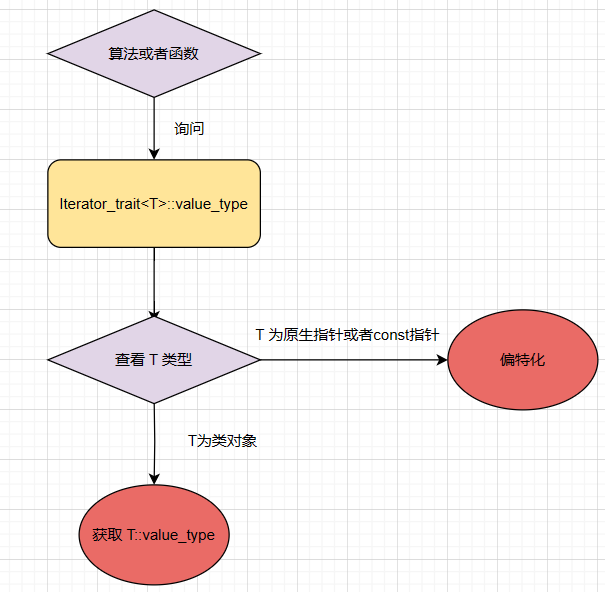 算法或者函数
询问
Iterator_trait<T>::value_type
查看 T 类型
T 为原生指针或者const指针
偏特化
T为类对象
获取 T::value_type